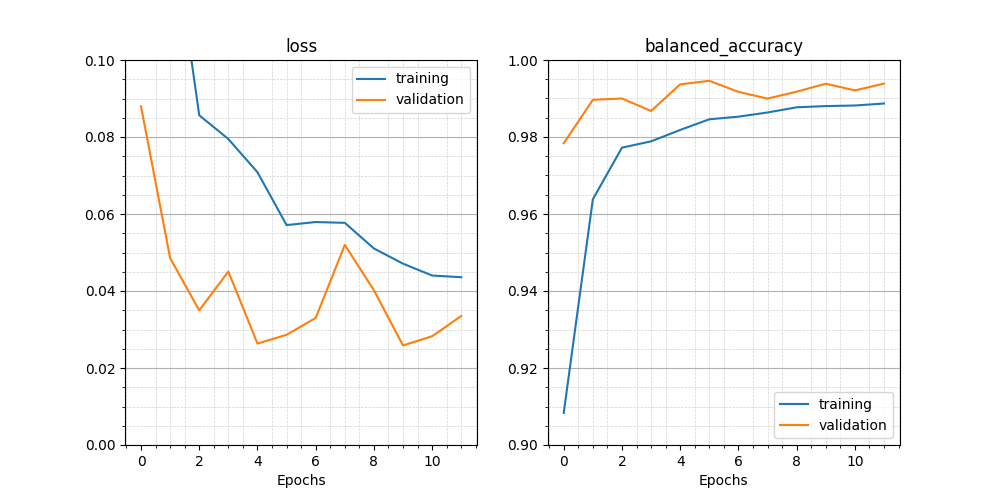 loss
0.10
0.08
0.06
0.04
0.02
0.00
0 2 4 6 8 10
Epochs
training
validation
balanced_accuracy
1.00
0.98
0.96
0.94
0.92
0.90
0 2 4 6 8 10
Epochs
training
validation